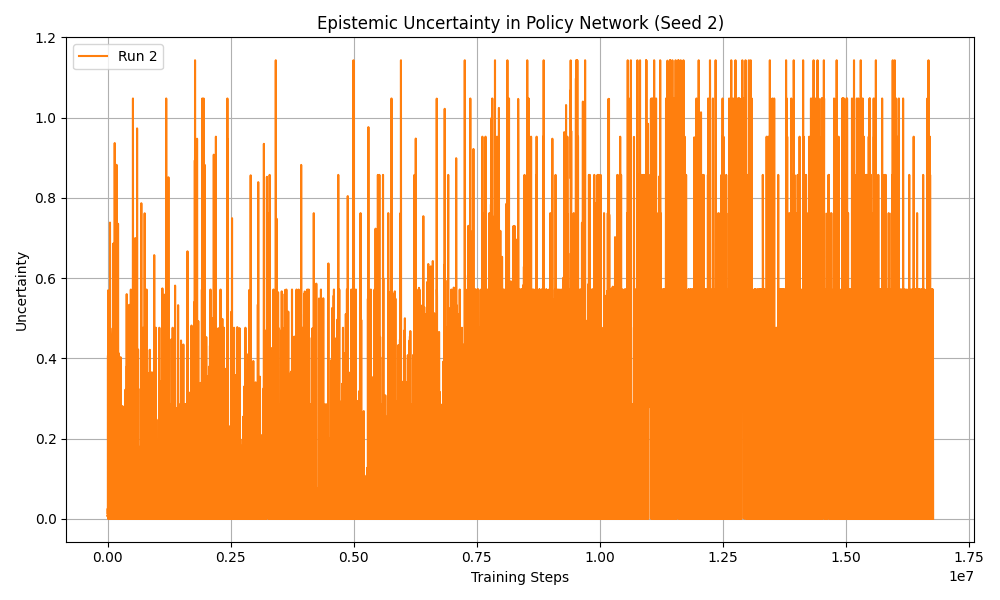 Epistemic Uncertainty in Policy Network (Seed 2)
Run 2
Uncertainty
1.2
1.0
0.8
0.6
0.4
0.2
0.0
0.00 0.25 0.50 0.75 1.00 1.25 1.50 1.75
1e7
Training Steps